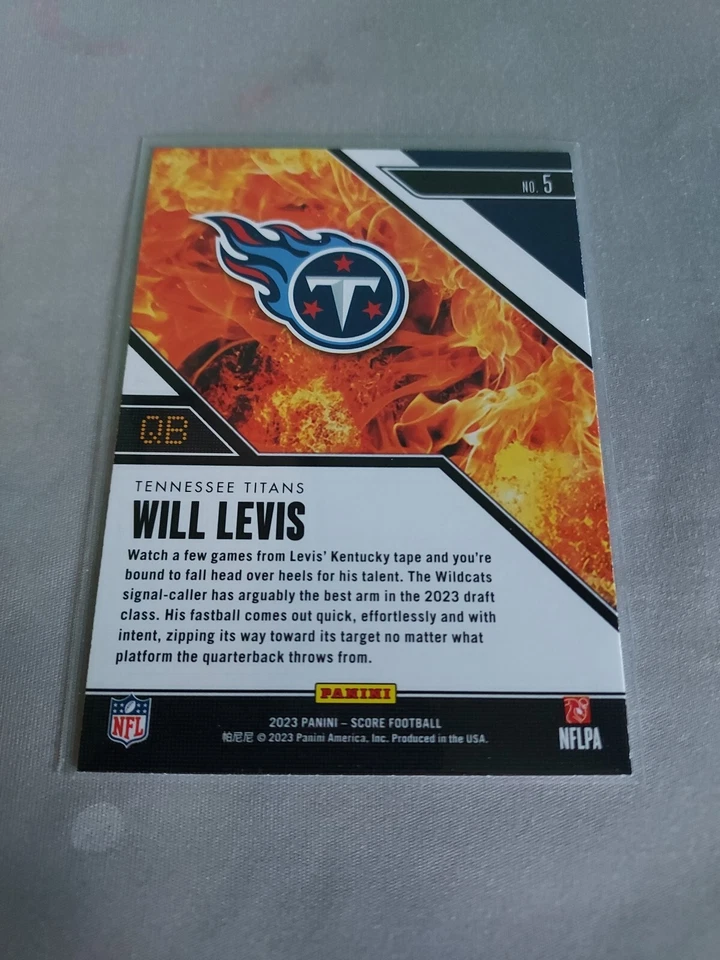 NO. 5
T
QB
TENNESSEE TITANS
WILL LEVIS
Watch a few games from Levis' Kentucky tape and you're
bound to fall head over heels for his talent. The Wildcats
signal-caller has arguably the best arm in the 2023 draft
class. His fastball comes out quick, effortlessly and with
intent, zipping its way toward its target no matter what
platform the quarterback throws from.
PANINI
NFL
2023 PANINI – SCORE FOOTBALL
帕尼尼 © 2023 Panini America, Inc. Produced in the USA.
NFLPA